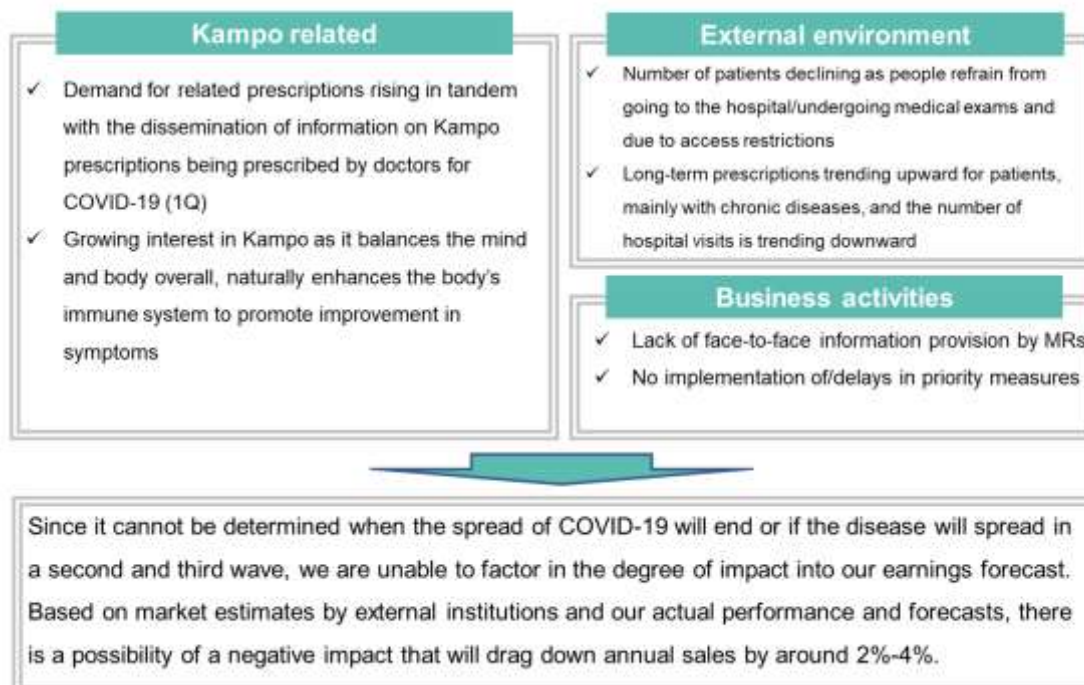 Kampo related
✓ Demand for related prescriptions rising in tandem
with the dissemination of information on Kampo
prescriptions being prescribed by doctors for
COVID-19 (1Q)
✓ Growing interest in Kampo as it balances the mind
and body overall, naturally enhances the body's
immune system to promote improvement in
symptoms
External environment
✓ Number of patients declining as people refrain from
going to the hospital/undergoing medical exams and
due to access restrictions
✓ Long-term prescriptions trending upward for patients,
mainly with chronic diseases, and the number of
hospital visits is trending downward
Business activities
✓ Lack of face-to-face information provision by MRs
✓ No implementation of/delays in priority measures
Since it cannot be determined when the spread of COVID-19 will end or if the disease will spread in
a second and third wave, we are unable to factor in the degree of impact into our earnings forecast.
Based on market estimates by external institutions and our actual performance and forecasts, there
is a possibility of a negative impact that will drag down annual sales by around 2%-4%.